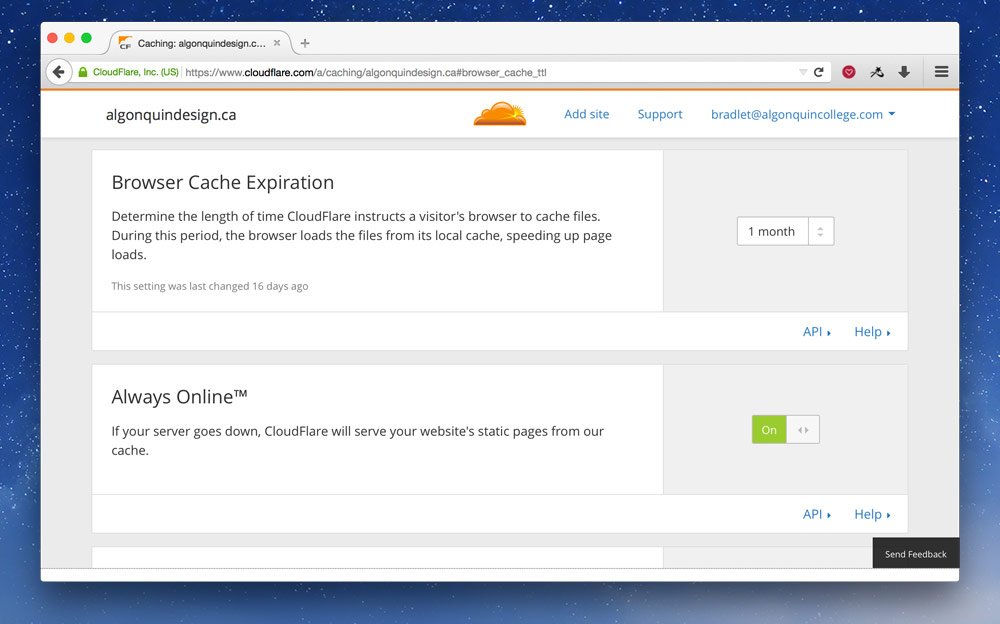 CF Caching: algonquindesign.c...
CloudFlare, Inc. (US) https://www.cloudflare.com/a/caching/algonquindesign.ca#browser_cache_ttl
algonquindesign.ca Add site Support bradlet@algonquincollege.com
Browser Cache Expiration
Determine the length of time CloudFlare instructs a visitor's browser to cache files.
During this period, the browser loads the files from its local cache, speeding up page
loads.
1 month
This setting was last changed 16 days ago
API Help
Always Online™
If your server goes down, CloudFlare will serve your website's static pages from our
cache.
On
API Help
Send Feedback